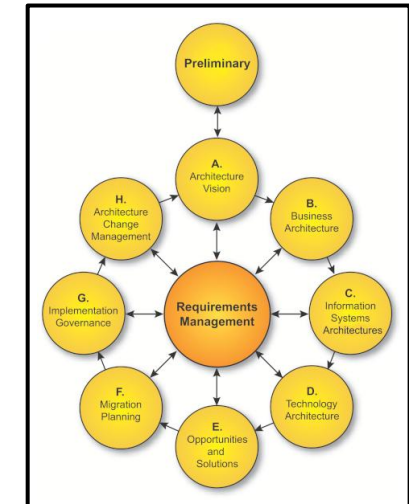 Preliminary
A.
Architecture
Vision
H.
Architecture
Change
Management
B.
Business
Architecture
G.
Implementation
Governance
Requirements
Management
C.
Information
Systems
Architectures
F.
Migration
Planning
D.
Technology
Architecture
E.
Opportunities
and
Solutions